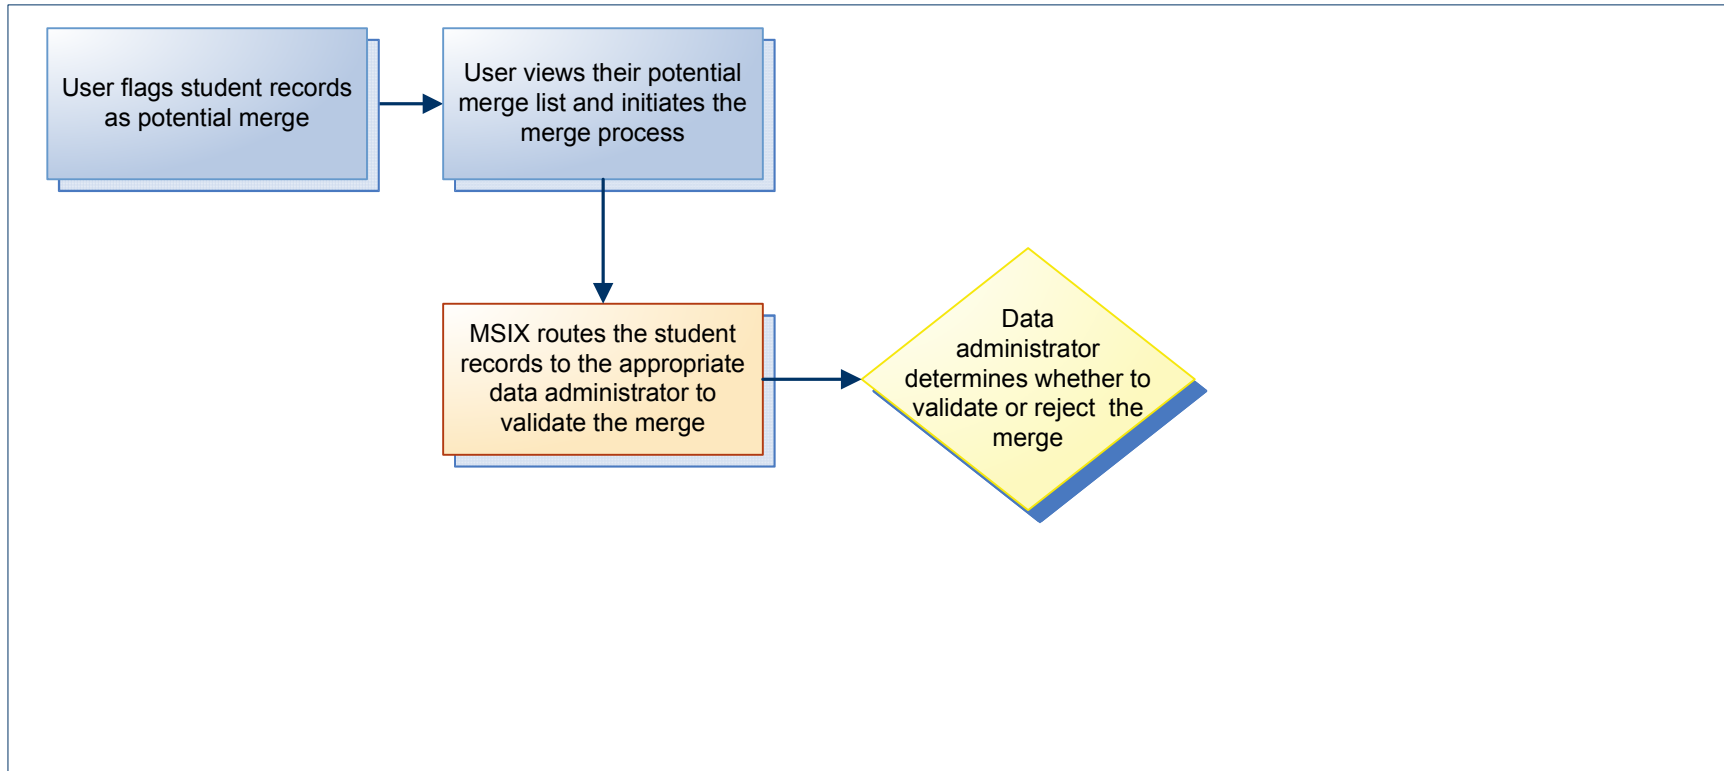 User flags student records
as potential merge
User views their potential
merge list and initiates the
merge process
MSIX routes the student
records to the appropriate
data administrator to
validate the merge
Data
administrator
determines whether to
validate or reject  the
merge